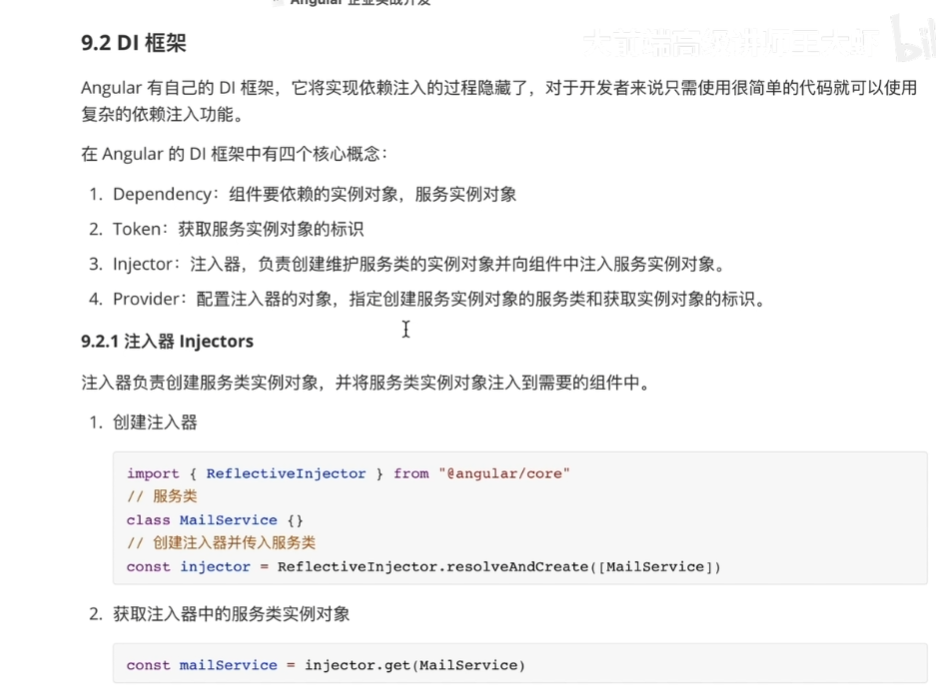 Angular 企业实战开发
9.2 DI 框架
Angular 有自己的 DI 框架，它将实现依赖注入的过程隐藏了，对于开发者来说只需使用很简单的代码就可以使用
复杂的依赖注入功能。
在 Angular 的 DI 框架中有四个核心概念：
1. Dependency：组件要依赖的实例对象，服务实例对象
2. Token：获取服务实例对象的标识
3. Injector：注入器，负责创建维护服务类的实例对象并向组件中注入服务实例对象。
4. Provider：配置注入器的对象，指定创建服务实例对象的服务类和获取实例对象的标识。
9.2.1 注入器 Injectors
注入器负责创建服务类实例对象，并将服务类实例对象注入到需要的组件中。
1. 创建注入器
import { ReflectiveInjector } from "@angular/core"
// 服务类
class MailService {}
// 创建注入器并传入服务类
const injector = ReflectiveInjector.resolveAndCreate([MailService])
2. 获取注入器中的服务类实例对象
const mailService = injector.get(MailService)